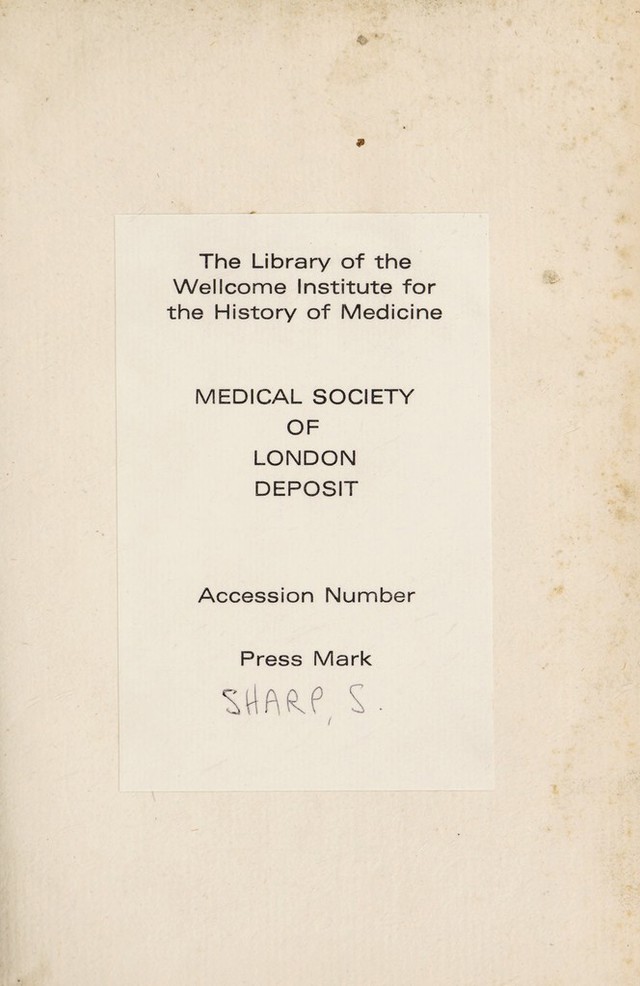 The Library of the
Wellcome Institute for
the History of Medicine
MEDICAL SOCIETY
OF
LONDON
DEPOSIT
Accession Number
Press Mark
SHARP, S.